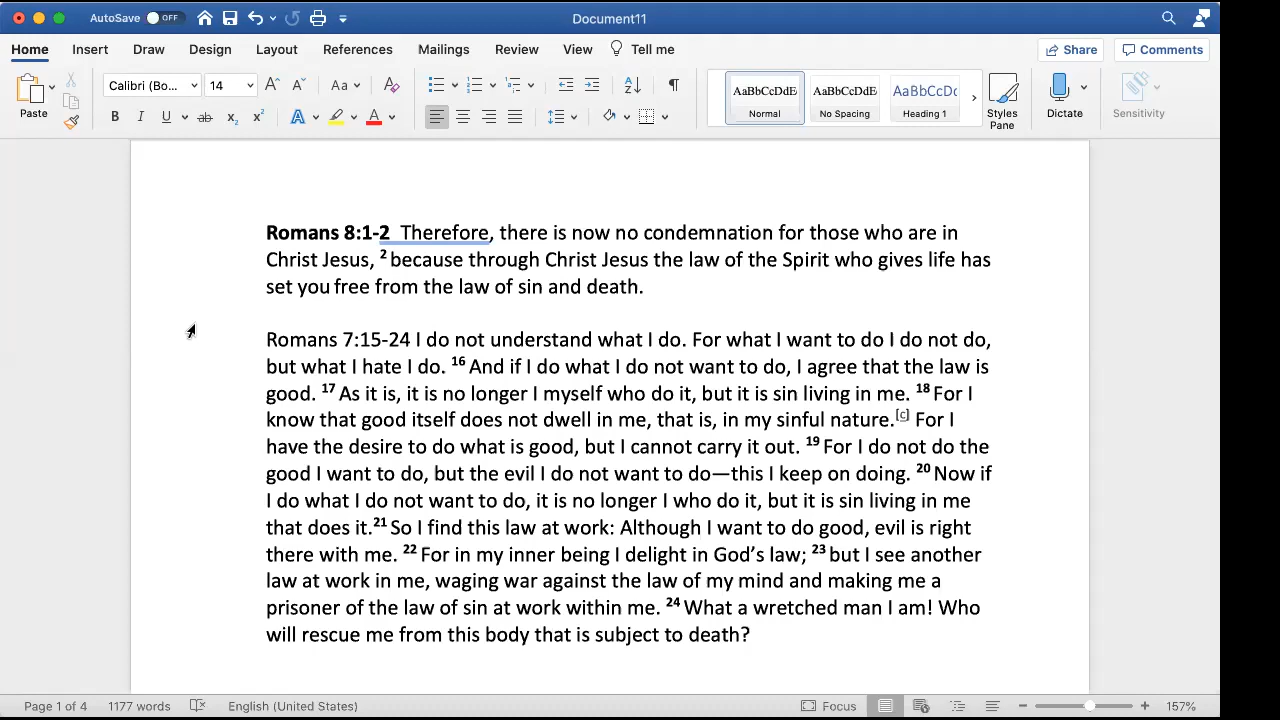 AutoSave OFF Document11
Home Insert Draw Design Layout References Mailings Review View Tell me Share Comments
Calibri (Bo... 14 A A Aa A AaBbCcDdE AaBbCcDdE AaBbCcDc
Paste B I U ab x₂ x² A A Normal No Spacing Heading 1 Styles Pane Dictate Sensitivity
Romans 8:1-2 Therefore, there is now no condemnation for those who are in
Christ Jesus, ² because through Christ Jesus the law of the Spirit who gives life has
set you free from the law of sin and death.
Romans 7:15-24 I do not understand what I do. For what I want to do I do not do,
but what I hate I do. ¹⁶ And if I do what I do not want to do, I agree that the law is
good. ¹⁷ As it is, it is no longer I myself who do it, but it is sin living in me. ¹⁸ For I
know that good itself does not dwell in me, that is, in my sinful nature.[c] For I
have the desire to do what is good, but I cannot carry it out. ¹⁹ For I do not do the
good I want to do, but the evil I do not want to do—this I keep on doing. ²⁰ Now if
I do what I do not want to do, it is no longer I who do it, but it is sin living in me
that does it.²¹ So I find this law at work: Although I want to do good, evil is right
there with me. ²² For in my inner being I delight in God’s law; ²³ but I see another
law at work in me, waging war against the law of my mind and making me a
prisoner of the law of sin at work within me. ²⁴ What a wretched man I am! Who
will rescue me from this body that is subject to death?
Page 1 of 4 1177 words English (United States) Focus 157%